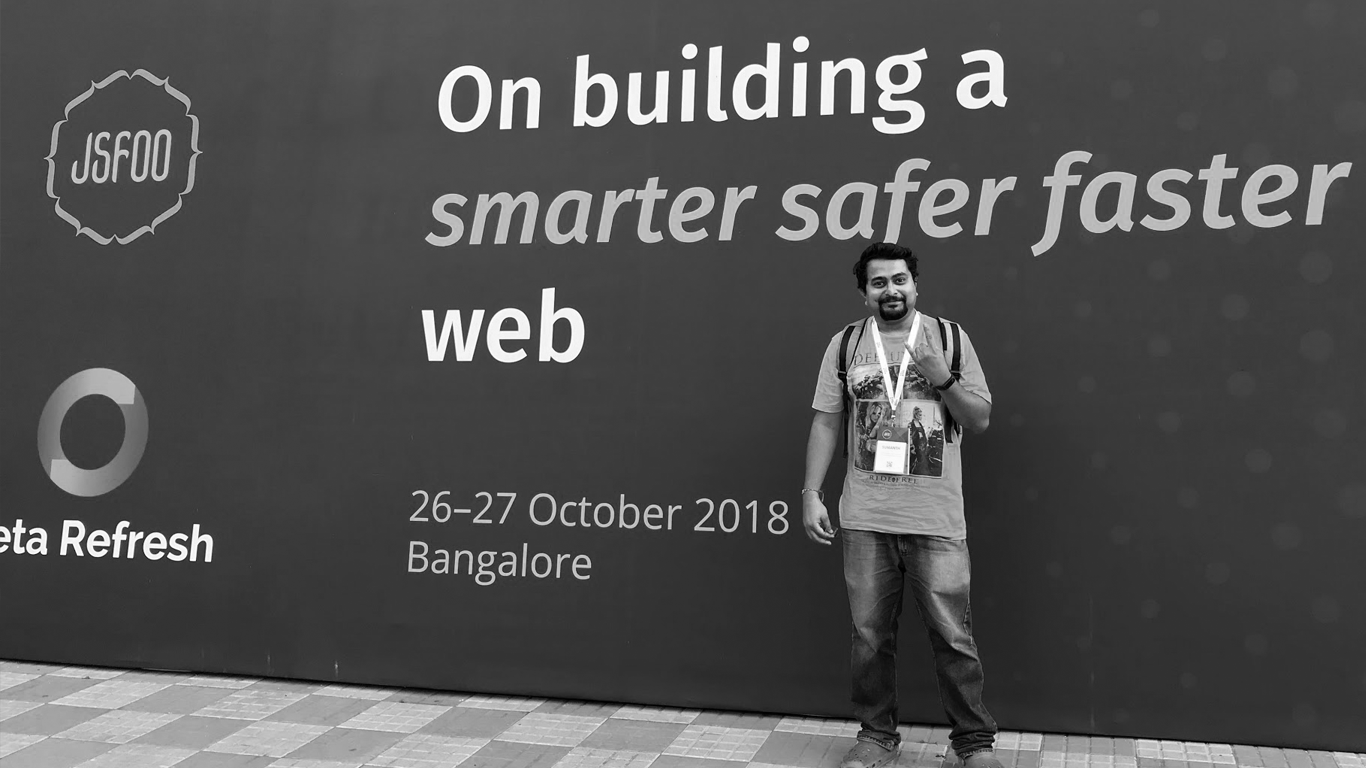 JSFOO
On building a
smarter safer faster
web
eta Refresh
26–27 October 2018
Bangalore